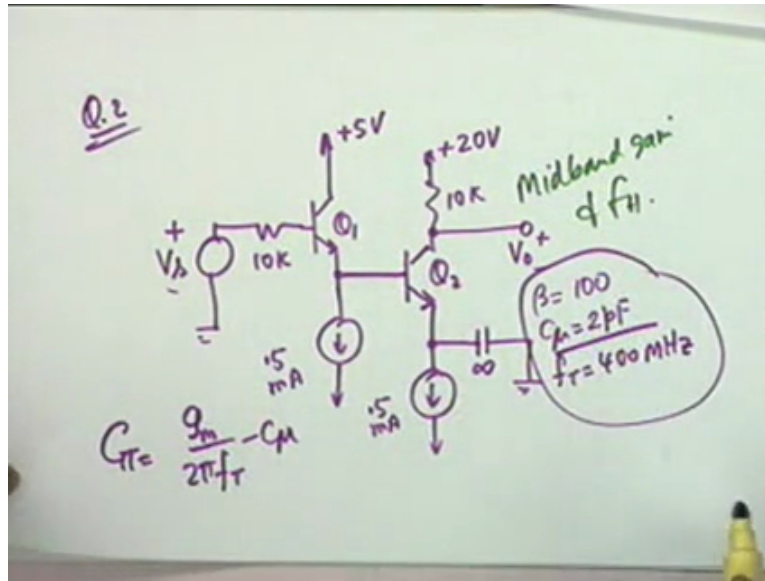 Q.2
+5V
+20V
10K
Midband gain
& fH.
Q1
+
Vs
-
10K
Q2
V0 +
-
β = 100
Cμ = 2pF
fT = 400 MHz
.5
mA
∞
.5
mA
Cπ = gm / 2πfT - Cμ